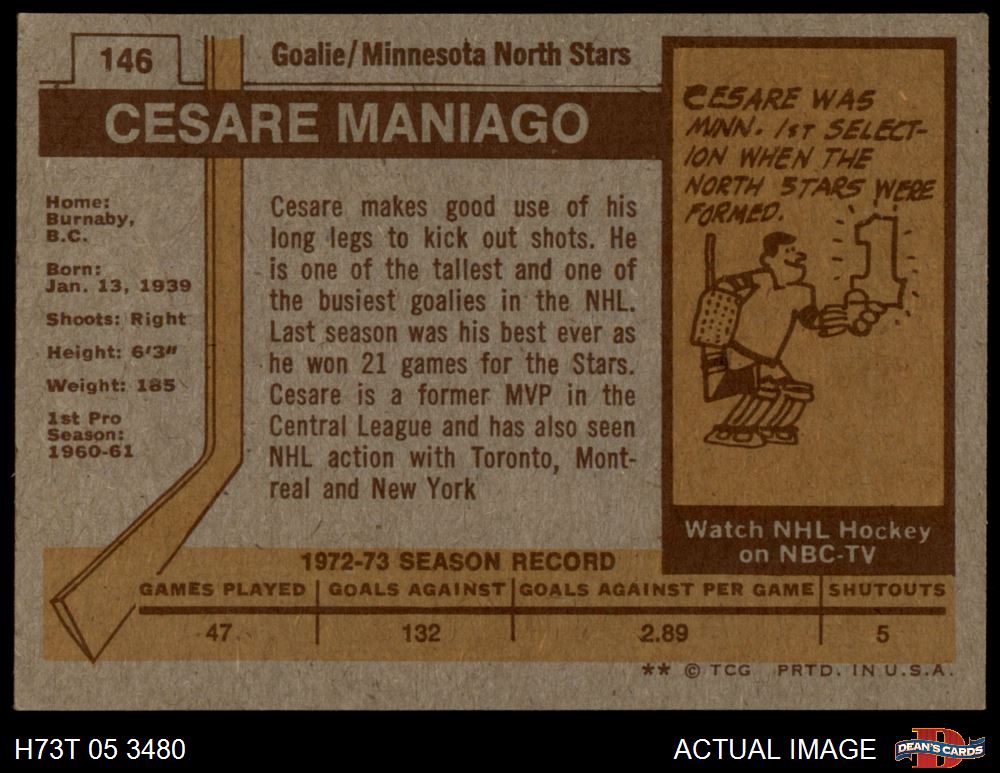 146
Goalie/Minnesota North Stars
CESARE MANIAGO
Home:
Burnaby,
B.C.
Born:
Jan. 13, 1939
Shoots: Right
Height: 6'3"
Weight: 185
1st Pro
Season:
1960-61
Cesare makes good use of his
long legs to kick out shots. He
is one of the tallest and one of
the busiest goalies in the NHL.
Last season was his best ever as
he won 21 games for the Stars.
Cesare is a former MVP in the
Central League and has also seen
NHL action with Toronto, Mont-
real and New York
CESARE WAS
MINN. 1ST SELECT-
ION WHEN THE
NORTH STARS WERE
FORMED.
1
Watch NHL Hockey
on NBC-TV
1972-73 SEASON RECORD
GAMES PLAYED GOALS AGAINST GOALS AGAINST PER GAME SHUTOUTS
47 132 2.89 5
** © TCG PRTD. IN U.S.A.
H73T 05 3480
ACTUAL IMAGE
D
DEAN'S CARDS